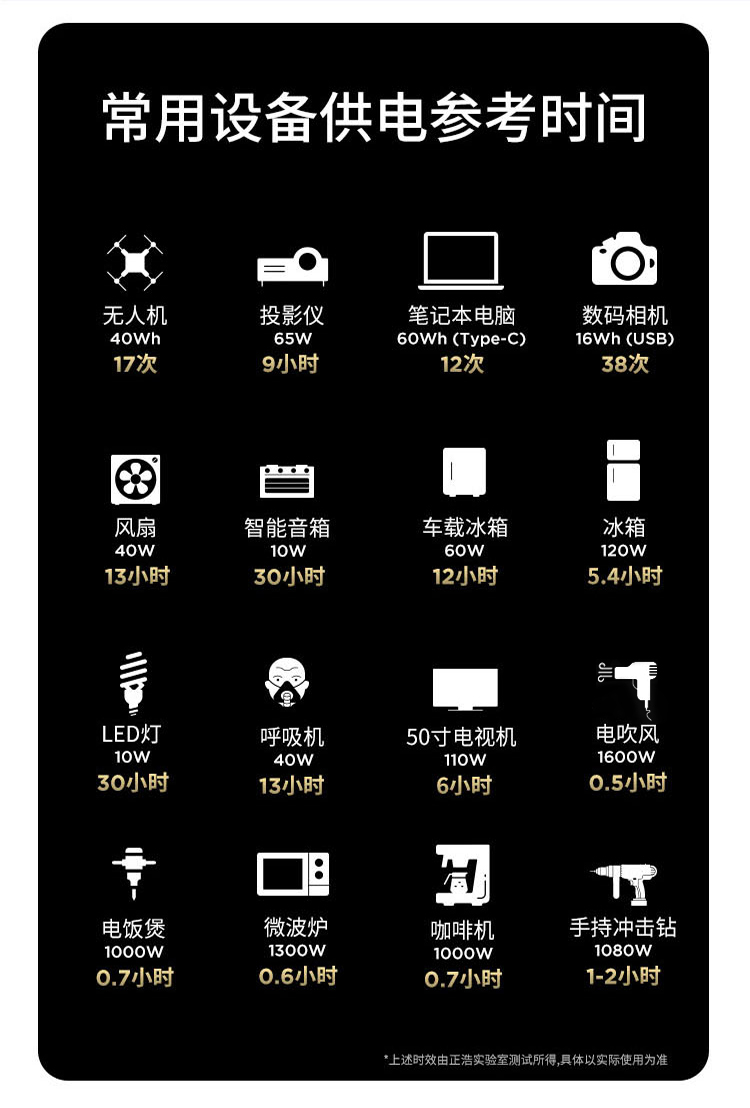 常用设备供电参考时间
无人机
40Wh
17次
投影仪
65W
9小时
笔记本电脑
60Wh (Type-C)
12次
数码相机
16Wh (USB)
38次
风扇
40W
13小时
智能音箱
10W
30小时
车载冰箱
60W
12小时
冰箱
120W
5.4小时
LED灯
10W
30小时
呼吸机
40W
13小时
50寸电视机
110W
6小时
电吹风
1600W
0.5小时
电饭煲
1000W
0.7小时
微波炉
1300W
0.6小时
咖啡机
1000W
0.7小时
手持冲击钻
1080W
1-2小时
*上述时效由正浩实验室测试所得,具体以实际使用为准